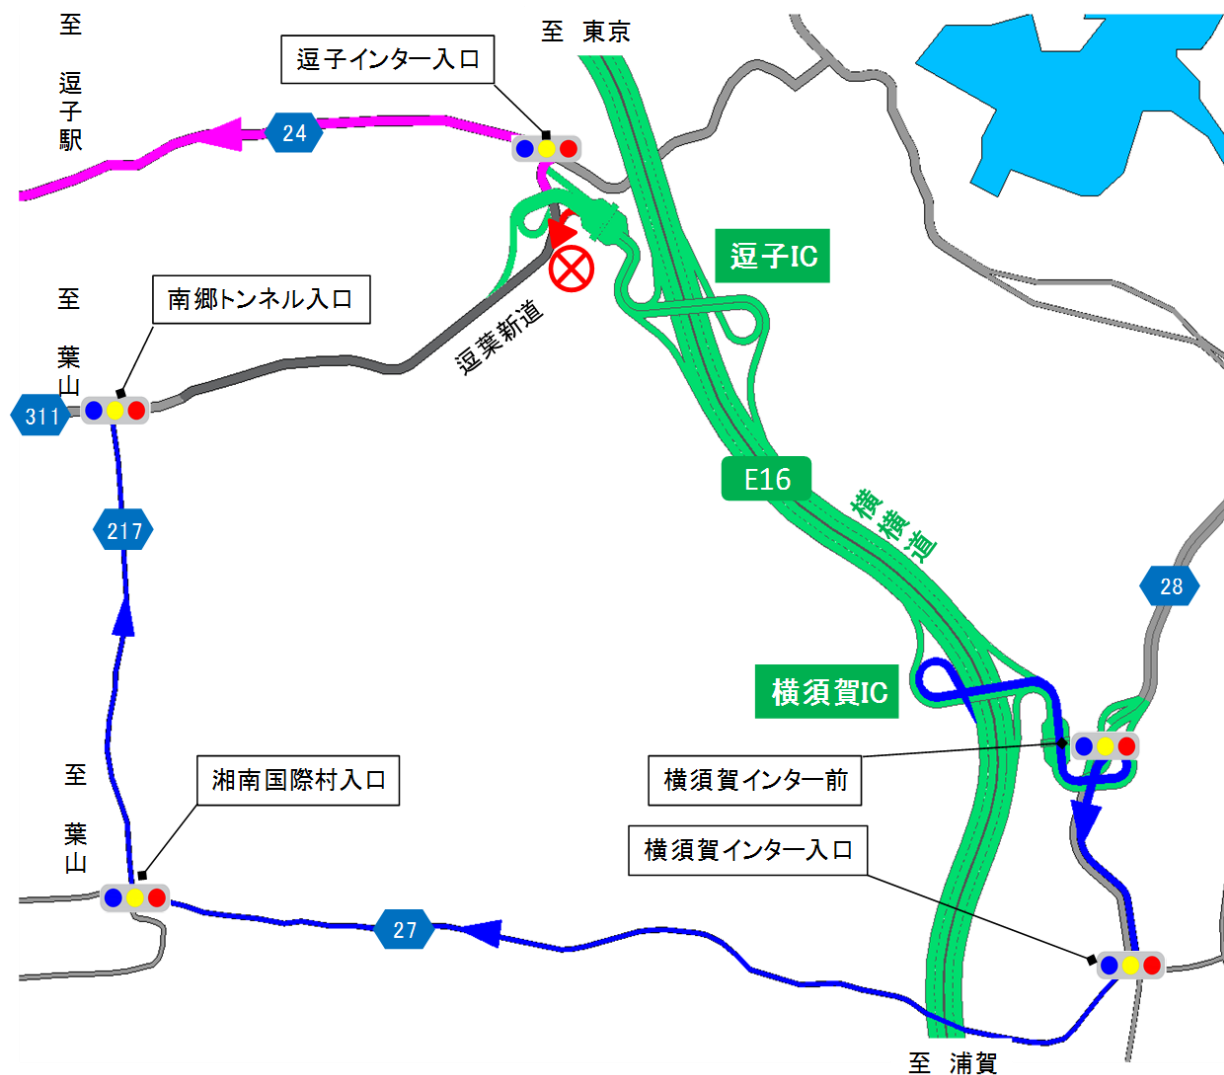 至 東京
至 逗子駅
逗子インター入口
24
逗子IC
至 葉山
南郷トンネル入口
逗葉新道
311
E16
横横道
217
28
横須賀IC
至 葉山
湘南国際村入口
横須賀インター前
横須賀インター入口
27
至 浦賀